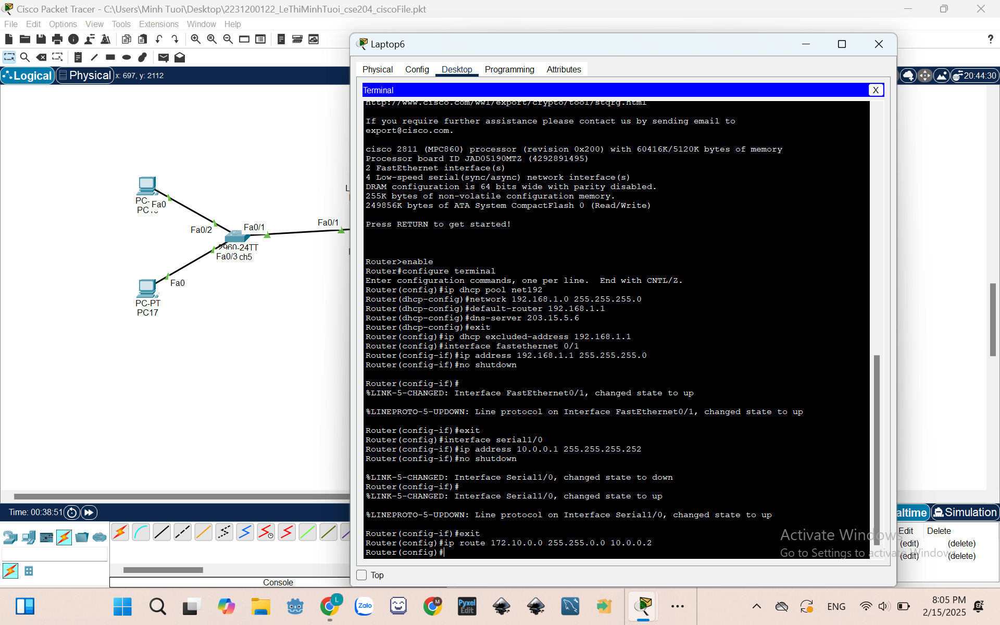 Cisco Packet Tracer - C:\Users\Minh Tuoi\Desktop\2231200122_LeThiMinhTuoi_cse204_ciscoFile.pkt
File Edit Options View Tools Extensions Window Help
Logical Physical x: 697, y: 2112
20:44:30
PC-
Fa0
PC
Fa0/2
Fa0/1
Fa0/1
2960-24TT
Fa0/3 ch5
Fa0
PC-PT
PC17
Laptop6
Physical Config Desktop Programming Attributes
Terminal
X
http://www.cisco.com/wwl/export/crypto/tool/stqrg.html
If you require further assistance please contact us by sending email to
export@cisco.com.
cisco 2811 (MPC860) processor (revision 0x200) with 60416K/5120K bytes of memory
Processor board ID JAD05190MTZ (4292891495)
2 FastEthernet interface(s)
4 Low-speed serial(sync/async) network interface(s)
DRAM configuration is 64 bits wide with parity disabled.
255K bytes of non-volatile configuration memory.
249856K bytes of ATA System CompactFlash 0 (Read/Write)
Press RETURN to get started!
Router>enable
Router#configure terminal
Enter configuration commands, one per line.  End with CNTL/Z.
Router(config)#ip dhcp pool net192
Router(dhcp-config)#network 192.168.1.0 255.255.255.0
Router(dhcp-config)#default-router 192.168.1.1
Router(dhcp-config)#dns-server 203.15.5.6
Router(dhcp-config)#exit
Router(config)#ip dhcp excluded-address 192.168.1.1
Router(config)#interface fastethernet 0/1
Router(config-if)#ip address 192.168.1.1 255.255.255.0
Router(config-if)#no shutdown
Router(config-if)#
%LINK-5-CHANGED: Interface FastEthernet0/1, changed state to up
%LINEPROTO-5-UPDOWN: Line protocol on Interface FastEthernet0/1, changed state to up
Router(config-if)#exit
Router(config)#interface serial1/0
Router(config-if)#ip address 10.0.0.1 255.255.255.252
Router(config-if)#no shutdown
%LINK-5-CHANGED: Interface Serial1/0, changed state to down
Router(config-if)#
%LINK-5-CHANGED: Interface Serial1/0, changed state to up
%LINEPROTO-5-UPDOWN: Line protocol on Interface Serial1/0, changed state to up
Router(config-if)#exit
Router(config)#ip route 172.10.0.0 255.255.0.0 10.0.0.2
Router(config)#
Top
Time: 00:38:51
altime Simulation
Edit Delete
(edit) (delete)
(edit) (delete)
Activate Windows
Go to Settings to activate Windows.
Console
L
Zalo
M
Pyxel
Edit
ENG
8:05 PM
2/15/2025